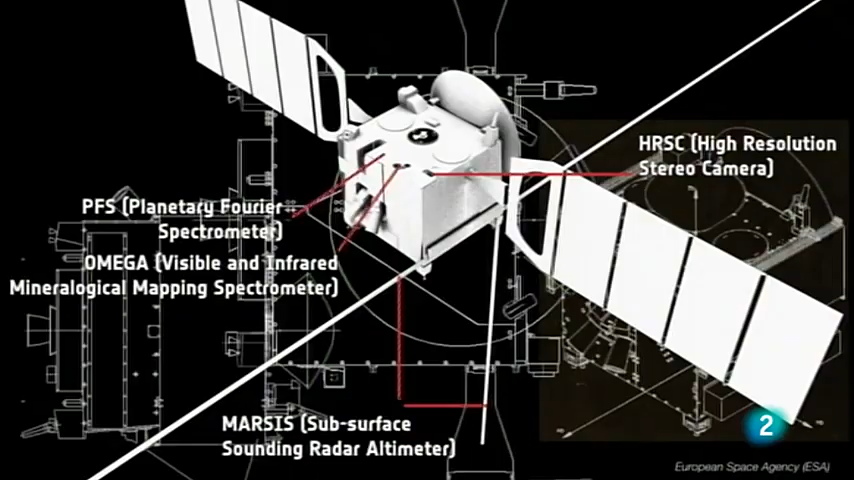 HRSC (High Resolution
Stereo Camera)
PFS (Planetary Fourier
Spectrometer)
OMEGA (Visible and Infrared
Mineralogical Mapping Spectrometer)
MARSIS (Sub-surface
Sounding Radar Altimeter)
2
European Space Agency (ESA)